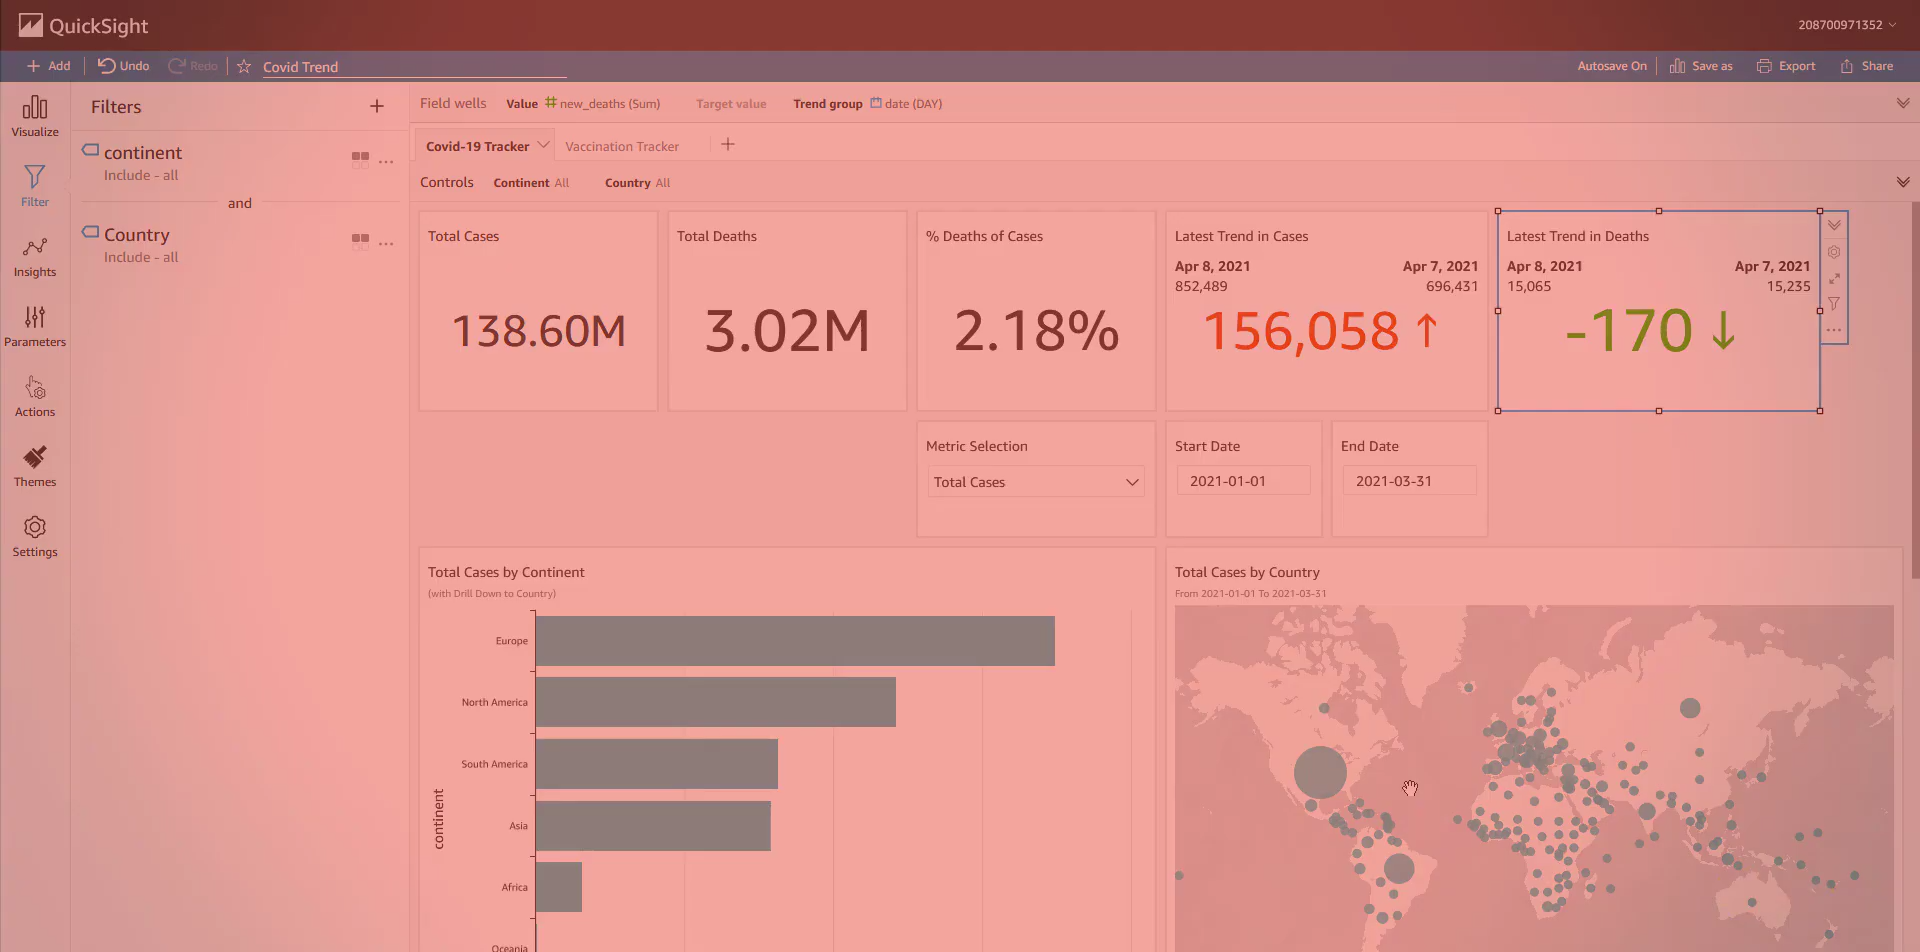 QuickSight
208700971352
Add Undo Redo Covid Trend
Autosave On Save as Export Share
Visualize
Filter
Insights
Parameters
Actions
Themes
Settings
Filters
continent
Include - all
and
Country
Include - all
Field wells Value new_deaths (Sum) Target value Trend group date (DAY)
Covid-19 Tracker Vaccination Tracker
Controls Continent All Country All
Total Cases
138.60M
Total Deaths
3.02M
% Deaths of Cases
2.18%
Latest Trend in Cases
Apr 8, 2021 Apr 7, 2021
852,489 696,431
156,058 ↑
Latest Trend in Deaths
Apr 8, 2021 Apr 7, 2021
15,065 15,235
-170 ↓
Metric Selection
Total Cases
Start Date
2021-01-01
End Date
2021-03-31
Total Cases by Continent
(with Drill Down to Country)
continent
Europe
North America
South America
Asia
Africa
Oceania
Total Cases by Country
From 2021-01-01 To 2021-03-31